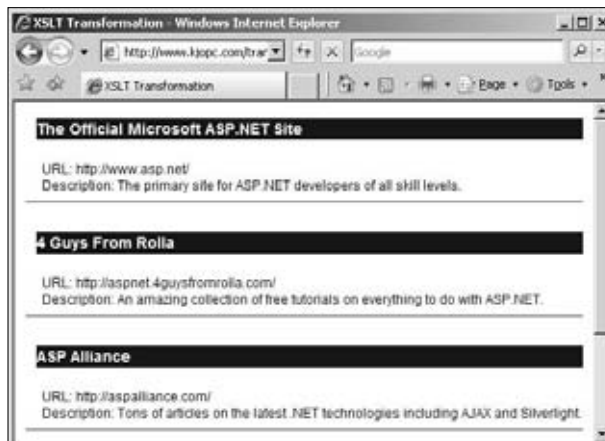 XSLT Transformation - Windows Internet Explorer
http://www.kjopc.com/trar
Google
XSLT Transformation
Page
Tools
The Official Microsoft ASP.NET Site
URL: http://www.asp.net/
Description: The primary site for ASP.NET developers of all skill levels.
4 Guys From Rolla
URL: http://aspnet.4guysfromrolla.com/
Description: An amazing collection of free tutorials on everything to do with ASP.NET.
ASP Alliance
URL: http://aspalliance.com/
Description: Tons of articles on the latest .NET technologies including AJAX and Silverlight.